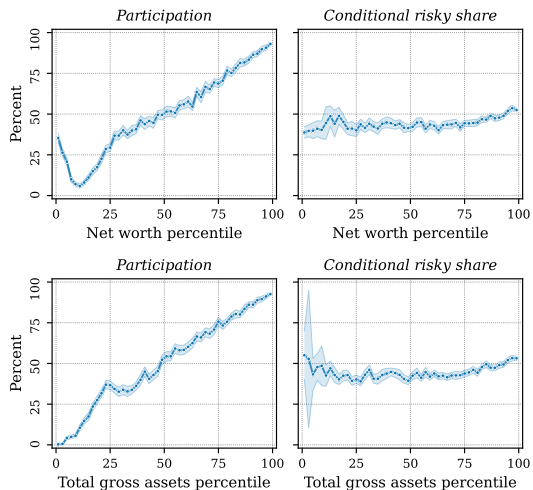 Participation
Conditional risky share
Percent
100
75
50
25
0
0 25 50 75 100
0 25 50 75 100
Net worth percentile
Net worth percentile
Participation
Conditional risky share
Percent
100
75
50
25
0
0 25 50 75 100
0 25 50 75 100
Total gross assets percentile
Total gross assets percentile